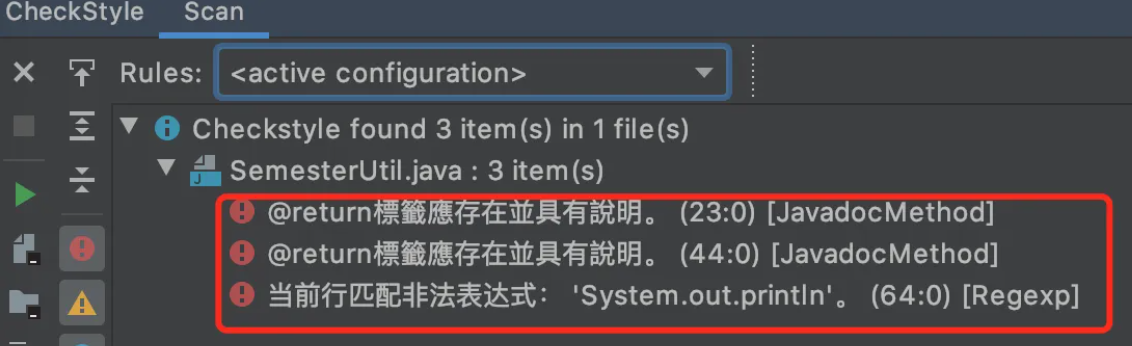 CheckStyle Scan
Rules: <active configuration>
Checkstyle found 3 item(s) in 1 file(s)
SemesterUtil.java : 3 item(s)
@return標籤應存在並具有說明。 (23:0) [JavadocMethod]
@return標籤應存在並具有說明。 (44:0) [JavadocMethod]
当前行匹配非法表达式： 'System.out.println'。 (64:0) [Regexp]